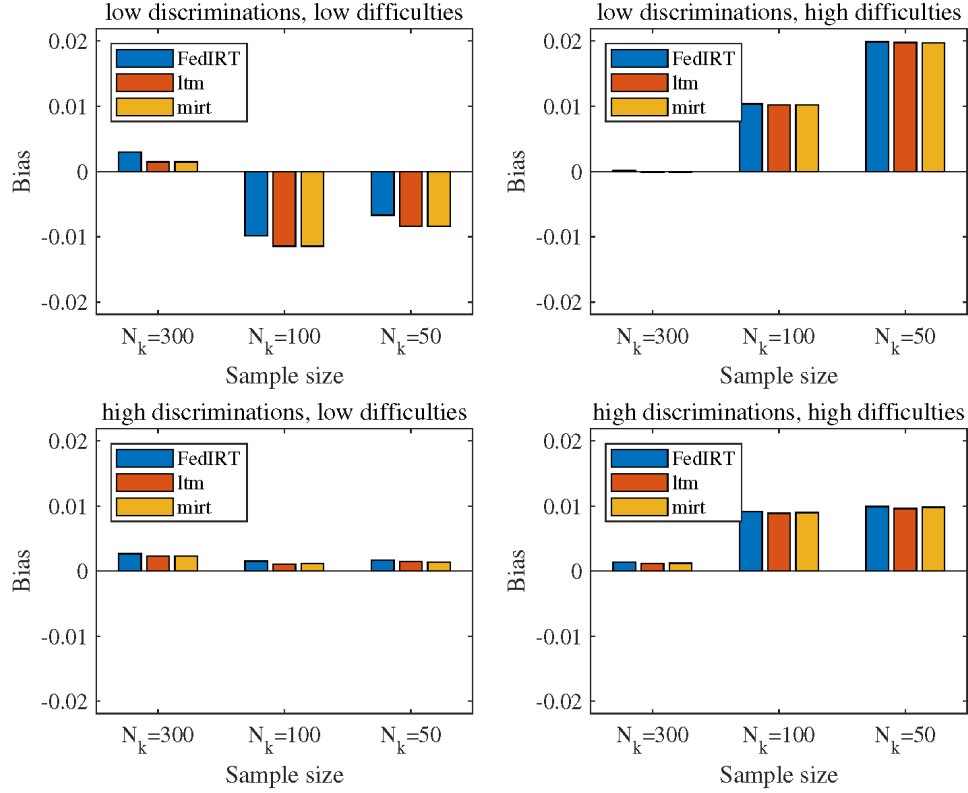 low discriminations, low difficulties
0.02
0.01
0
-0.01
-0.02
Bias
FedIRT
ltm
mirt
N_k=300
N_k=100
N_k=50
Sample size
low discriminations, high difficulties
0.02
0.01
0
-0.01
-0.02
Bias
FedIRT
ltm
mirt
N_k=300
N_k=100
N_k=50
Sample size
high discriminations, low difficulties
0.02
0.01
0
-0.01
-0.02
Bias
FedIRT
ltm
mirt
N_k=300
N_k=100
N_k=50
Sample size
high discriminations, high difficulties
0.02
0.01
0
-0.01
-0.02
Bias
FedIRT
ltm
mirt
N_k=300
N_k=100
N_k=50
Sample size